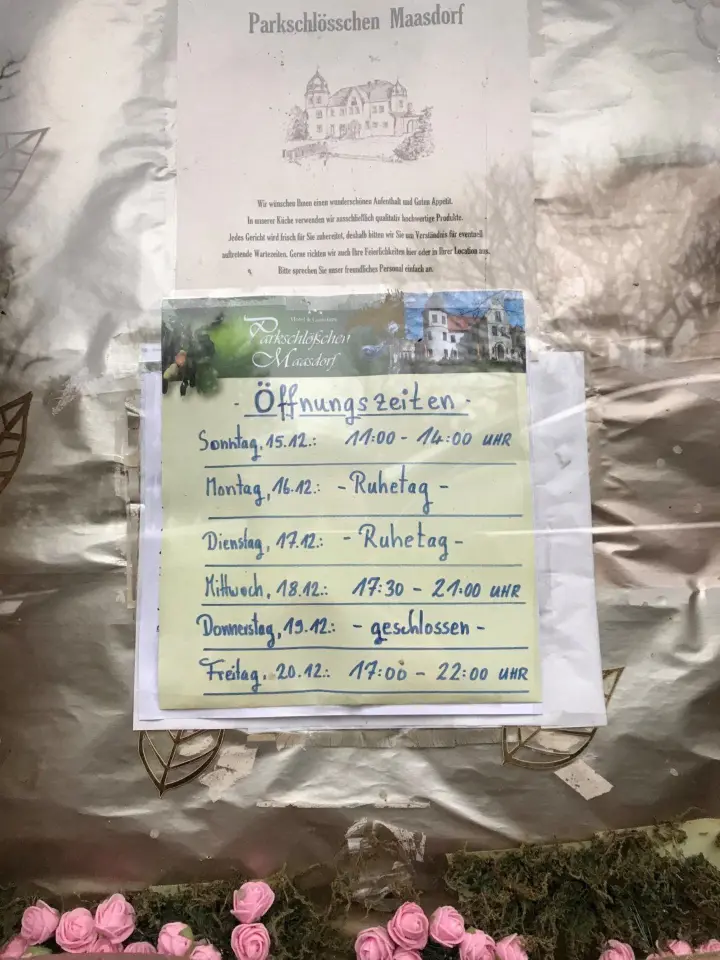 Parkschlösschen Maasdorf
Wir wünschen Ihnen einen wunderschönen Aufenthalt und Guten Appetit.
In unserer Küche verwenden wir ausschließlich qualitativ hochwertige Produkte.
Jedes Gericht wird frisch für Sie zubereitet, deshalb bitten wir Sie um Verständnis für eventuell
auftretende Wartezeiten. Gerne richten wir auch Ihre Feierlichkeiten hier oder in Ihrer Location aus.
Bitte sprechen Sie unser freundliches Personal einfach an.
Parkschlößchen
Maasdorf
- Öffnungszeiten -
Sonntag, 15.12.: 11:00 - 14:00 UHR
Montag, 16.12.: - Ruhetag -
Dienstag, 17.12.: - Ruhetag -
Mittwoch, 18.12.: 17:30 - 21:00 UHR
Donnerstag, 19.12.: - geschlossen -
Freitag, 20.12.: 17:00 - 22:00 UHR